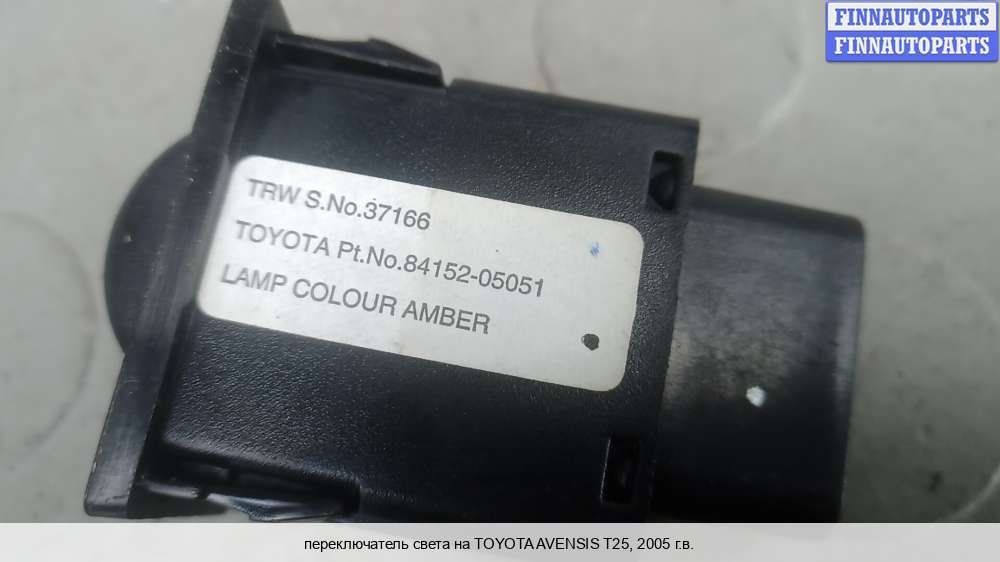 FINNAUTOPARTS
FINNAUTOPARTS
TRW S.No.37166
TOYOTA Pt.No.84152-05051
LAMP COLOUR AMBER
переключатель света на TOYOTA AVENSIS T25, 2005 г.в.